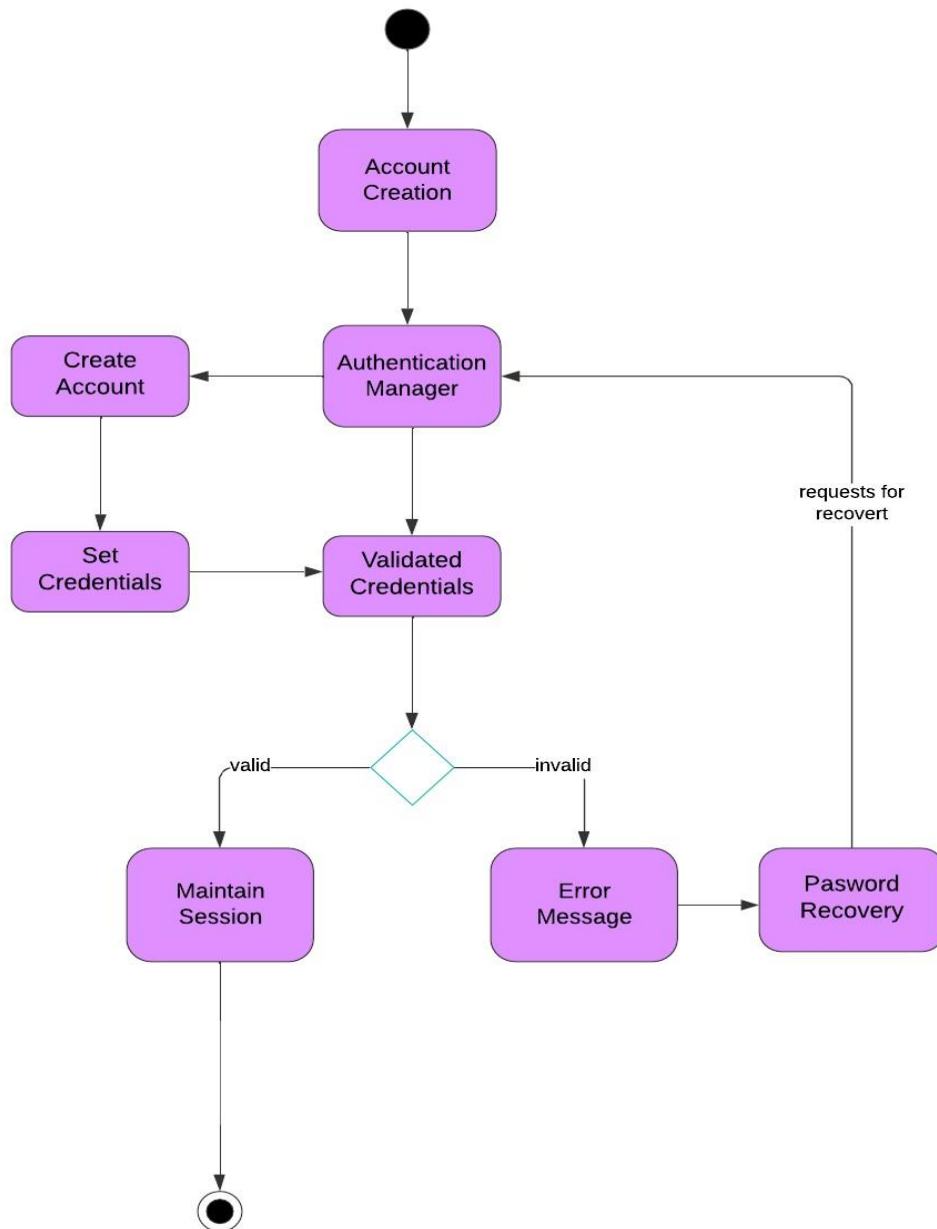 Account
Creation
Authentication
Manager
Create
Account
requests for
recovert
Set
Credentials
Validated
Credentials
valid
invalid
Maintain
Session
Error
Message
Pasword
Recovery